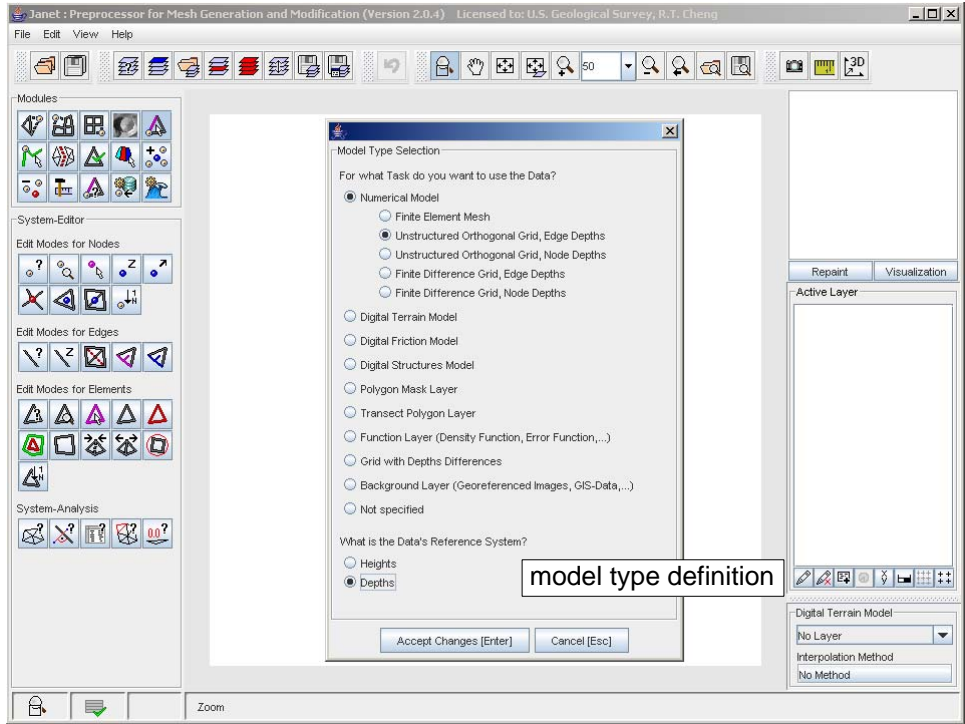 Janet : Preprocessor for Mesh Generation and Modification (Version 2.0.4) Licensed to: U.S. Geological Survey, R.T. Cheng
File Edit View Help
50
3D
Modules
System-Editor
Edit Modes for Nodes
Edit Modes for Edges
Edit Modes for Elements
System-Analysis
Model Type Selection
For what Task do you want to use the Data?
Numerical Model
Finite Element Mesh
Unstructured Orthogonal Grid, Edge Depths
Unstructured Orthogonal Grid, Node Depths
Finite Difference Grid, Edge Depths
Finite Difference Grid, Node Depths
Digital Terrain Model
Digital Friction Model
Digital Structures Model
Polygon Mask Layer
Transect Polygon Layer
Function Layer (Density Function, Error Function,...)
Grid with Depths Differences
Background Layer (Georeferenced Images, GIS-Data,...)
Not specified
What is the Data's Reference System?
Heights
Depths
model type definition
Accept Changes [Enter] Cancel [Esc]
Repaint Visualization
Active Layer
Digital Terrain Model
No Layer
Interpolation Method
No Method
Zoom